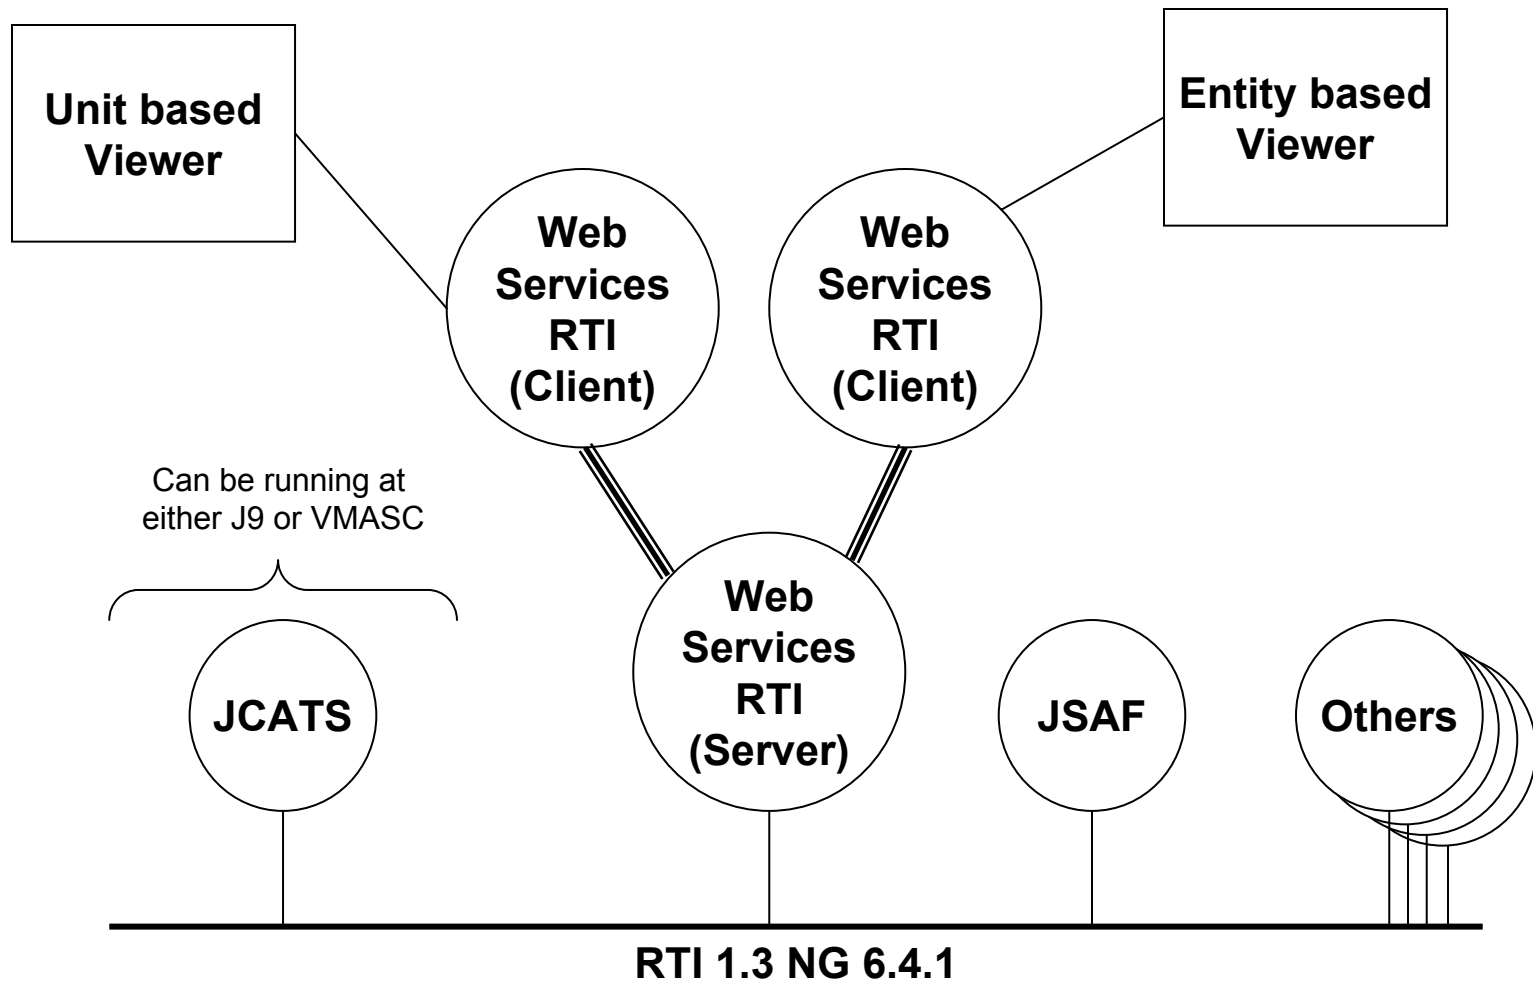 Unit based
Viewer
Entity based
Viewer
Web
Services
RTI
(Client)
Web
Services
RTI
(Client)
Can be running at
either J9 or VMASC
JCATS
Web
Services
RTI
(Server)
JSAF
Others
RTI 1.3 NG 6.4.1